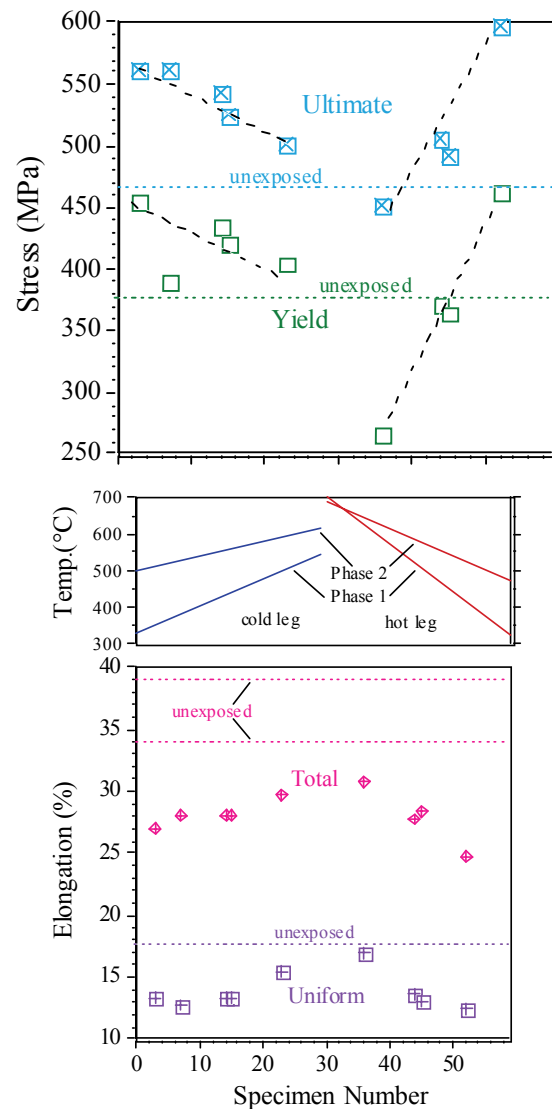 600
550
500
450
400
350
300
250
Stress (MPa)
Ultimate
unexposed
unexposed
Yield
700
600
500
400
300
Temp.(°C)
Phase 2
Phase 1
cold leg
hot leg
40
35
30
25
20
15
10
Elongation (%)
unexposed
Total
unexposed
Uniform
0 10 20 30 40 50
Specimen Number